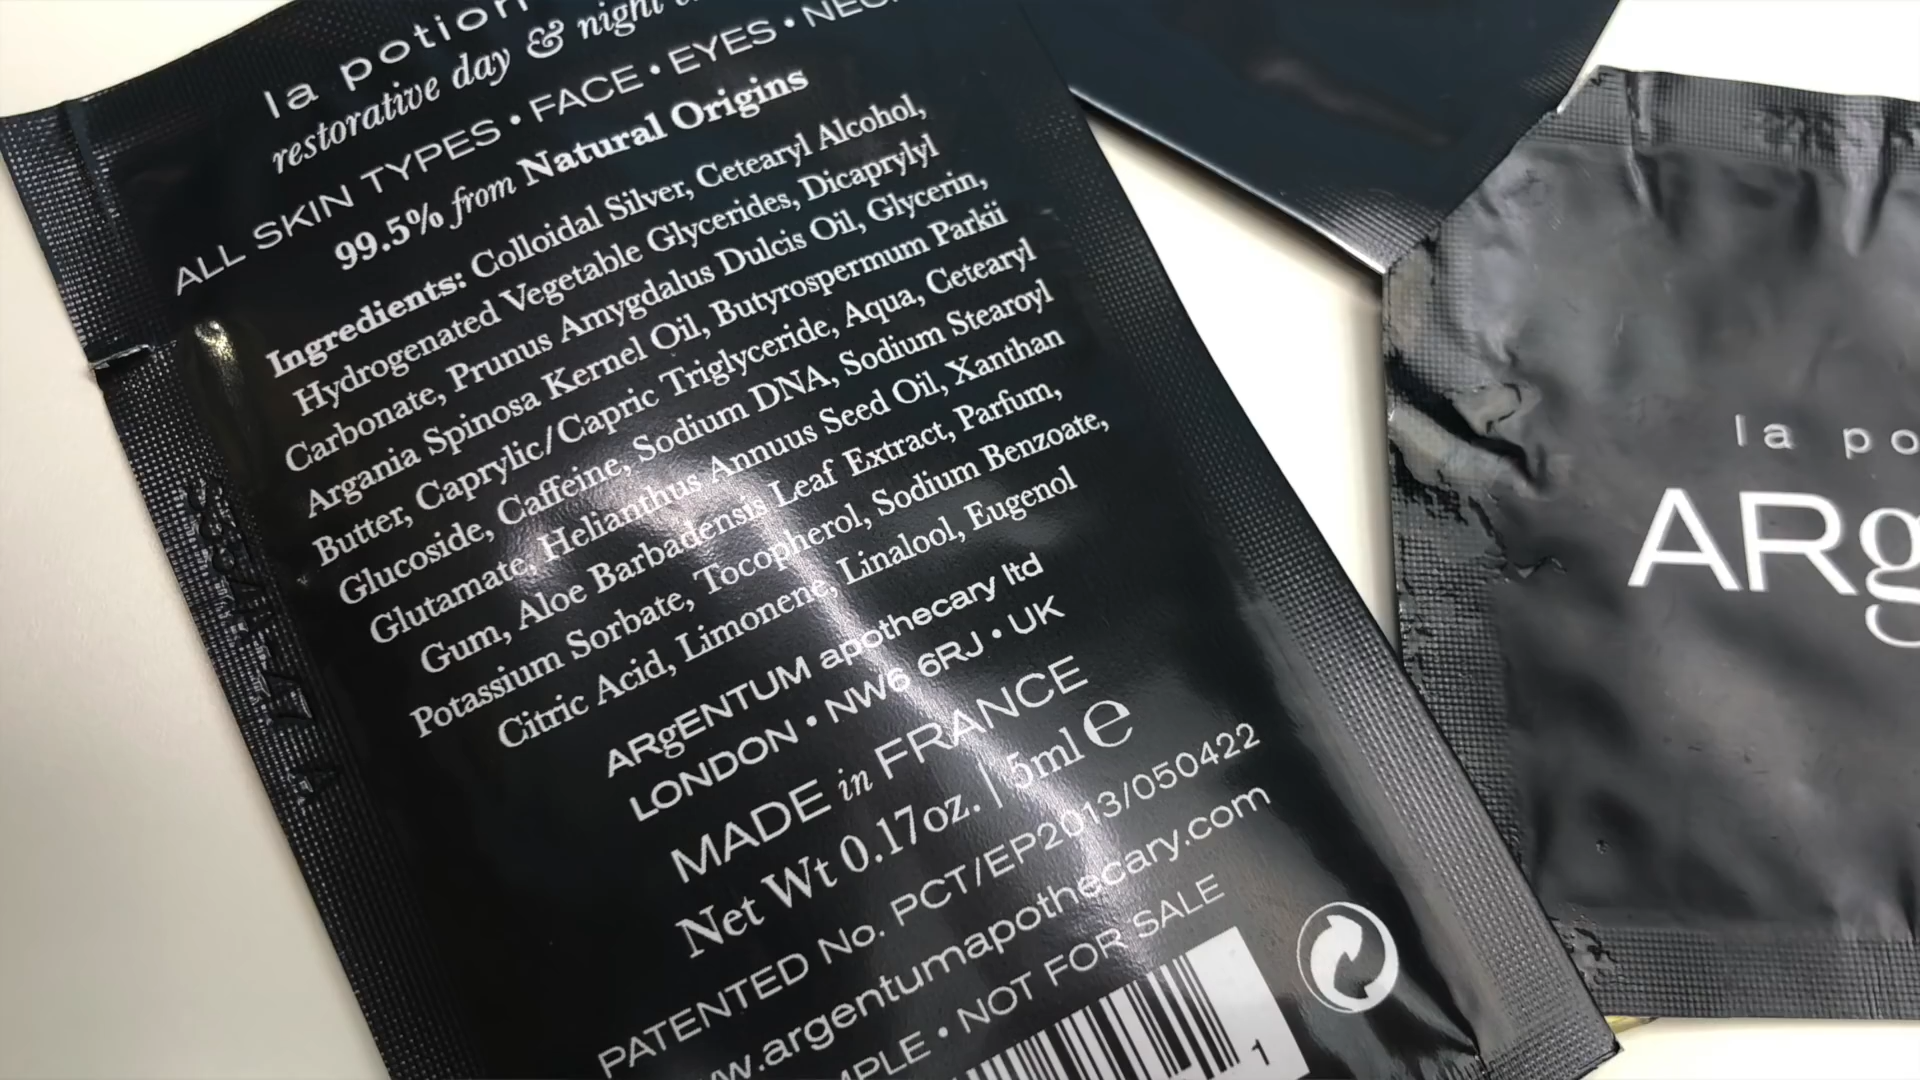 la potion
restorative day & night
ALL SKIN TYPES • FACE • EYES •
99.5% from Natural Origins
Ingredients: Colloidal Silver, Cetearyl Alcohol,
Hydrogenated Vegetable Glycerides, Dicaprylyl
Carbonate, Prunus Amygdalus Dulcis Oil, Glycerin,
Argania Spinosa Kernel Oil, Butyrospermum Parkii
Butter, Caprylic/Capric Triglyceride, Aqua, Cetearyl
Glucoside, Caffeine, Sodium DNA, Sodium Stearoyl
Glutamate, Helianthus Annuus Seed Oil, Xanthan
Gum, Aloe Barbadensis Leaf Extract, Parfum,
Potassium Sorbate, Tocopherol, Sodium Benzoate,
Citric Acid, Limonene, Linalool, Eugenol
ARgENTUM apothecary ltd
LONDON • NW6 6RJ • UK
MADE in FRANCE
Net Wt 0.17oz. | 5ml e
PATENTED No. PCT/EP2013/050422
w.argentumapothecary.com
MPLE • NOT FOR SALE
1
la po
ARg